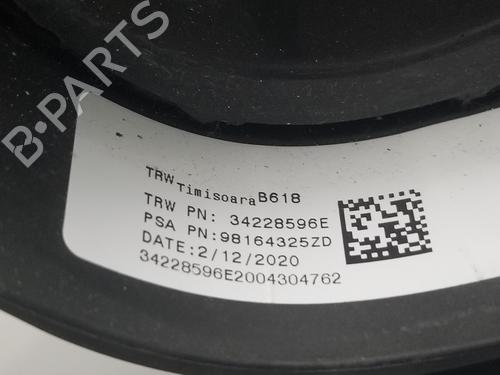 B-PARTS
TRW Timisoara B618
TRW PN: 34228596E
PSA PN:98164325ZD
DATE:2/12/2020
34228596E2004304762